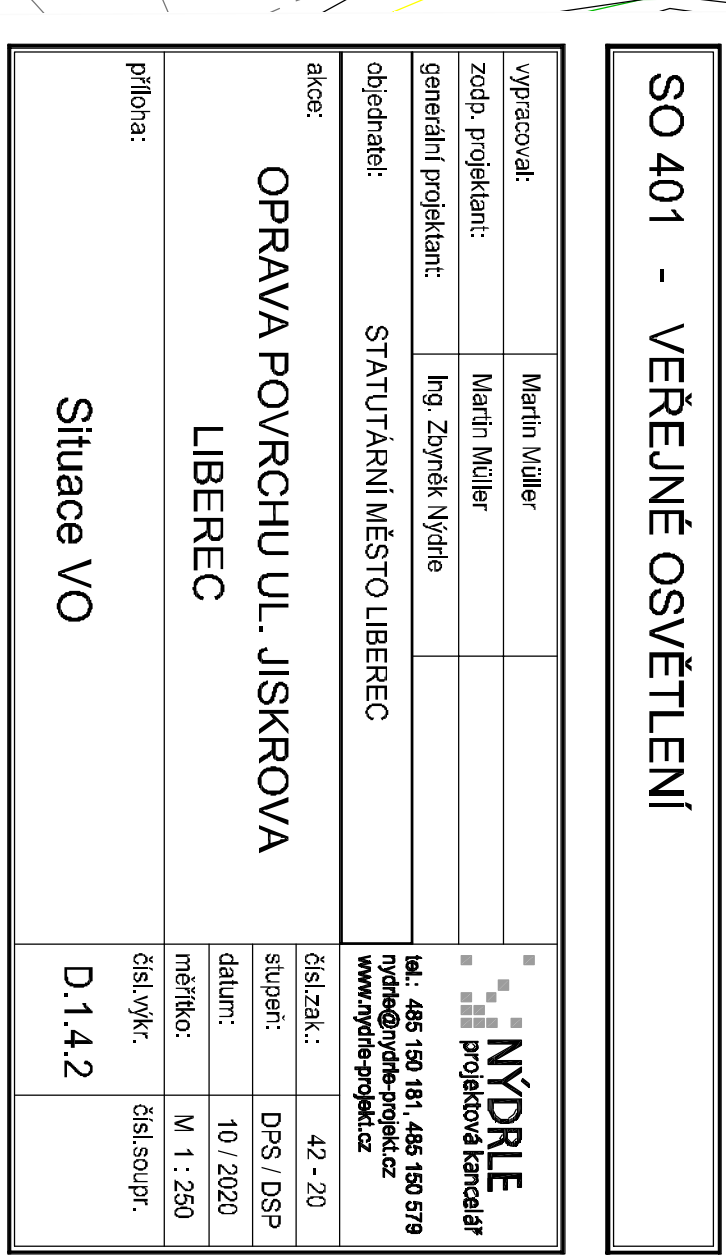 SO 401 - VEŘEJNÉ OSVĚTLENÍ
vypracoval: Martin Müller
zodp. projektant: Martin Müller
generální projektant: Ing. Zbyněk Nýdrle
NÝDRLE
projektová kancelář
tel.: 485 150 181, 485 150 579
nydrle@nydrle-projekt.cz
www.nydrle-projekt.cz
objednatel: STATUTÁRNÍ MĚSTO LIBEREC
akce:
OPRAVA POVRCHU UL. JISKROVA
LIBEREC
čísl.zak.: 42 - 20
stupeň: DPS / DSP
datum: 10 / 2020
měřítko: M 1 : 250
příloha:
Situace VO
čísl.výkr. čísl.soupr.
D.1.4.2